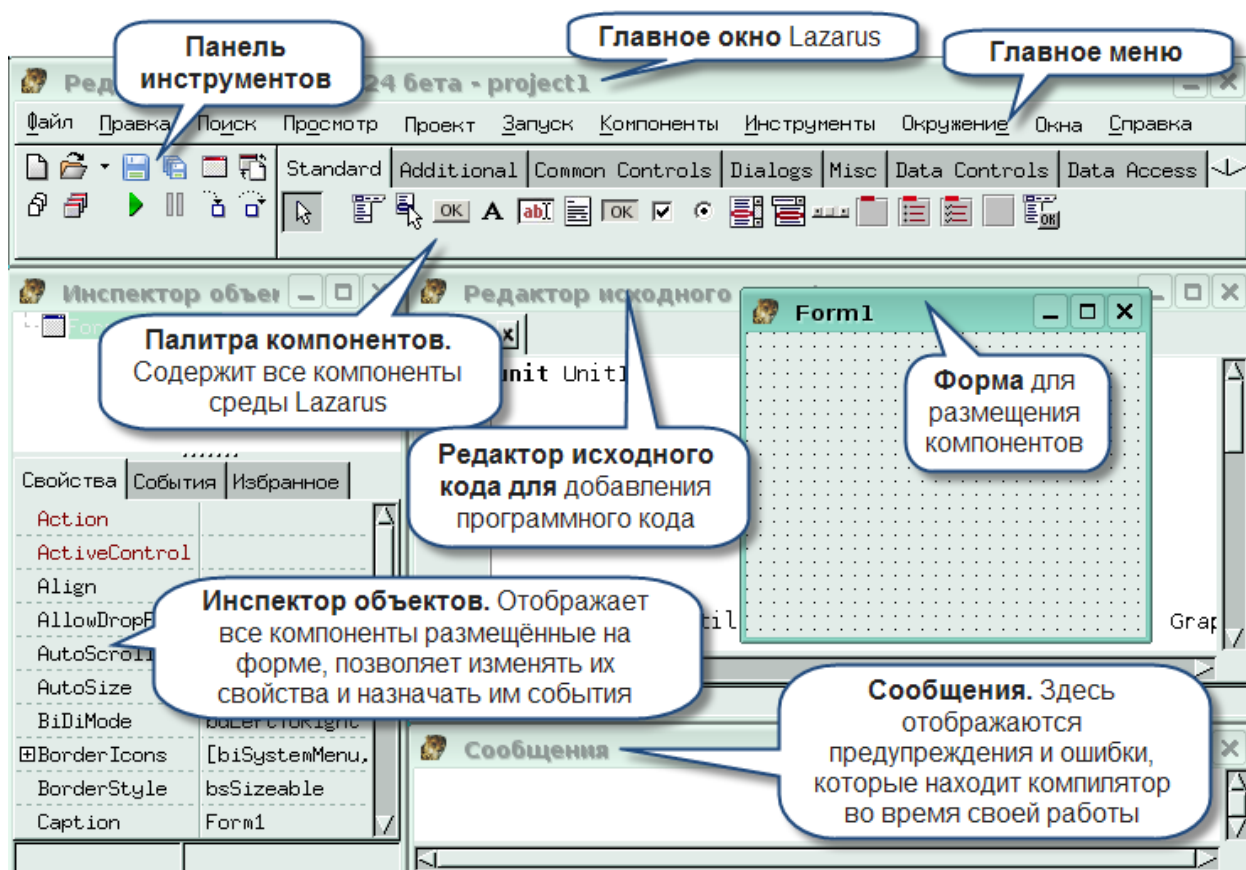 Панель
инструментов
Главное окно Lazarus
Главное меню
24 бета - project1
Файл Правка Поиск Просмотр Проект Запуск Компоненты Инструменты Окружение Окна Справка
Standard Additional Common Controls Dialogs Misc Data Controls Data Access
OK A abI OK OK
Инспектор
Редактор исходного
Form1
Палитра компонентов.
Содержит все компоненты
среды Lazarus
unit Unit1
Форма для
размещения
компонентов
Редактор исходного
кода для добавления
программного кода
Свойства События Избранное
Action
ActiveControl
Align
Инспектор объектов. Отображает
все компоненты размещённые на
форме, позволяет изменять их
свойства и назначать им события
AutoScroll
AutoSize
BiDiMode bdLeftToRight
BorderIcons [biSystemMenu,
BorderStyle bsSizeable
Caption Form1
Сообщения
Сообщения. Здесь
отображаются
предупреждения и ошибки,
которые находит компилятор
во время своей работы